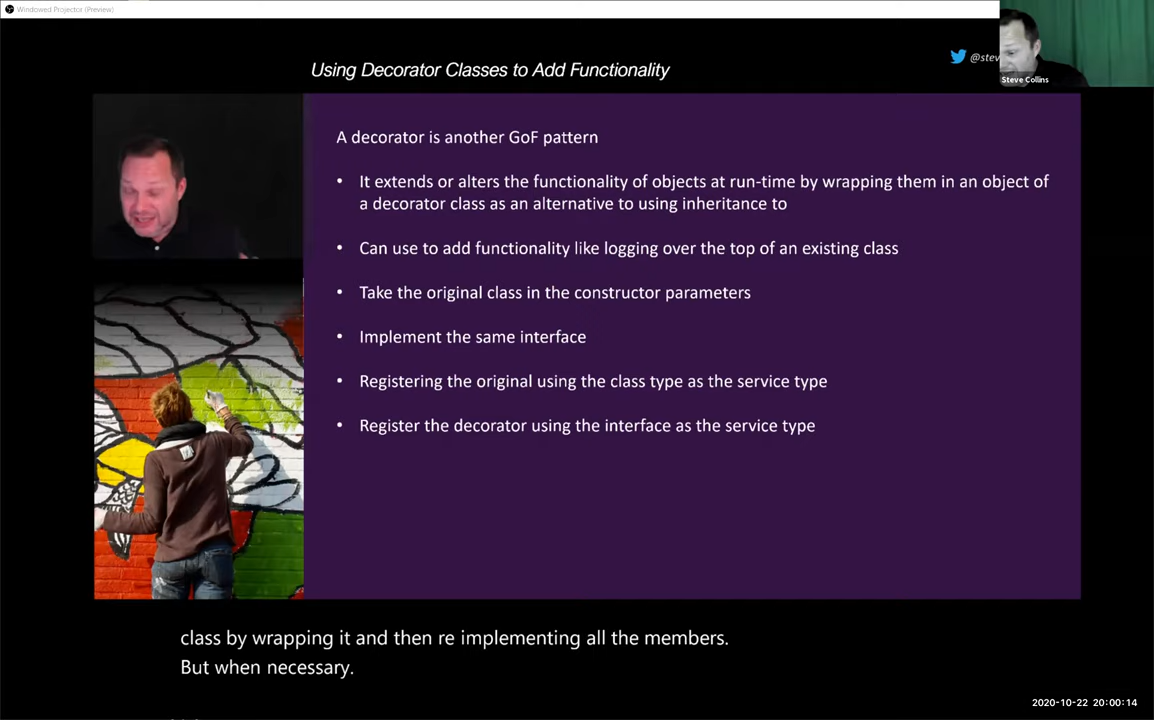 Windowed Projector (Preview)
Using Decorator Classes to Add Functionality
@stev
Steve Collins
A decorator is another GoF pattern
• It extends or alters the functionality of objects at run-time by wrapping them in an object of
a decorator class as an alternative to using inheritance to
• Can use to add functionality like logging over the top of an existing class
• Take the original class in the constructor parameters
• Implement the same interface
• Registering the original using the class type as the service type
• Register the decorator using the interface as the service type
class by wrapping it and then re implementing all the members.
But when necessary.
2020-10-22 20:00:14